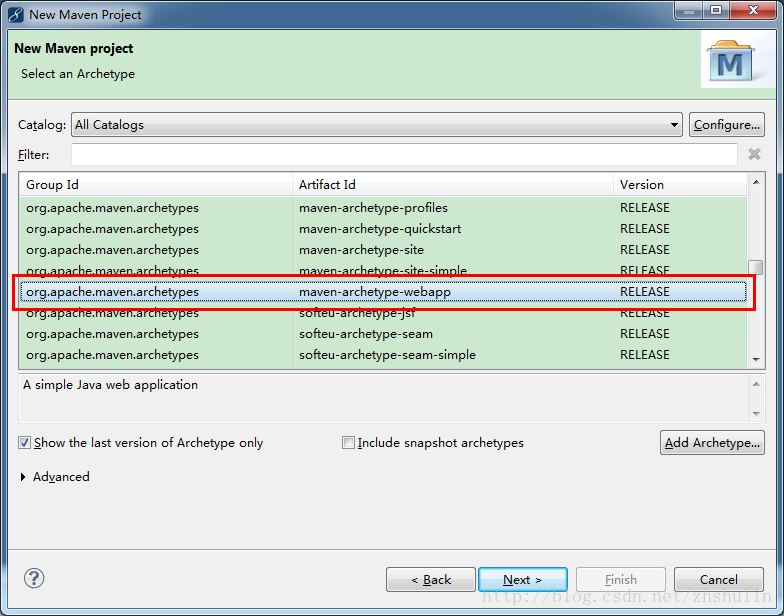 New Maven Project
New Maven project
Select an Archetype
M
Catalog: All Catalogs Configure...
Filter:
Group Id Artifact Id Version
org.apache.maven.archetypes maven-archetype-profiles RELEASE
org.apache.maven.archetypes maven-archetype-quickstart RELEASE
org.apache.maven.archetypes maven-archetype-site RELEASE
org.apache.maven.archetypes maven-archetype-site-simple RELEASE
org.apache.maven.archetypes maven-archetype-webapp RELEASE
org.apache.maven.archetypes softeu-archetype-jsf RELEASE
org.apache.maven.archetypes softeu-archetype-seam RELEASE
org.apache.maven.archetypes softeu-archetype-seam-simple RELEASE
A simple Java web application
Show the last version of Archetype only Include snapshot archetypes Add Archetype...
Advanced
? < Back Next > Finish Cancel
http://blog.csdn.net/zhshulin